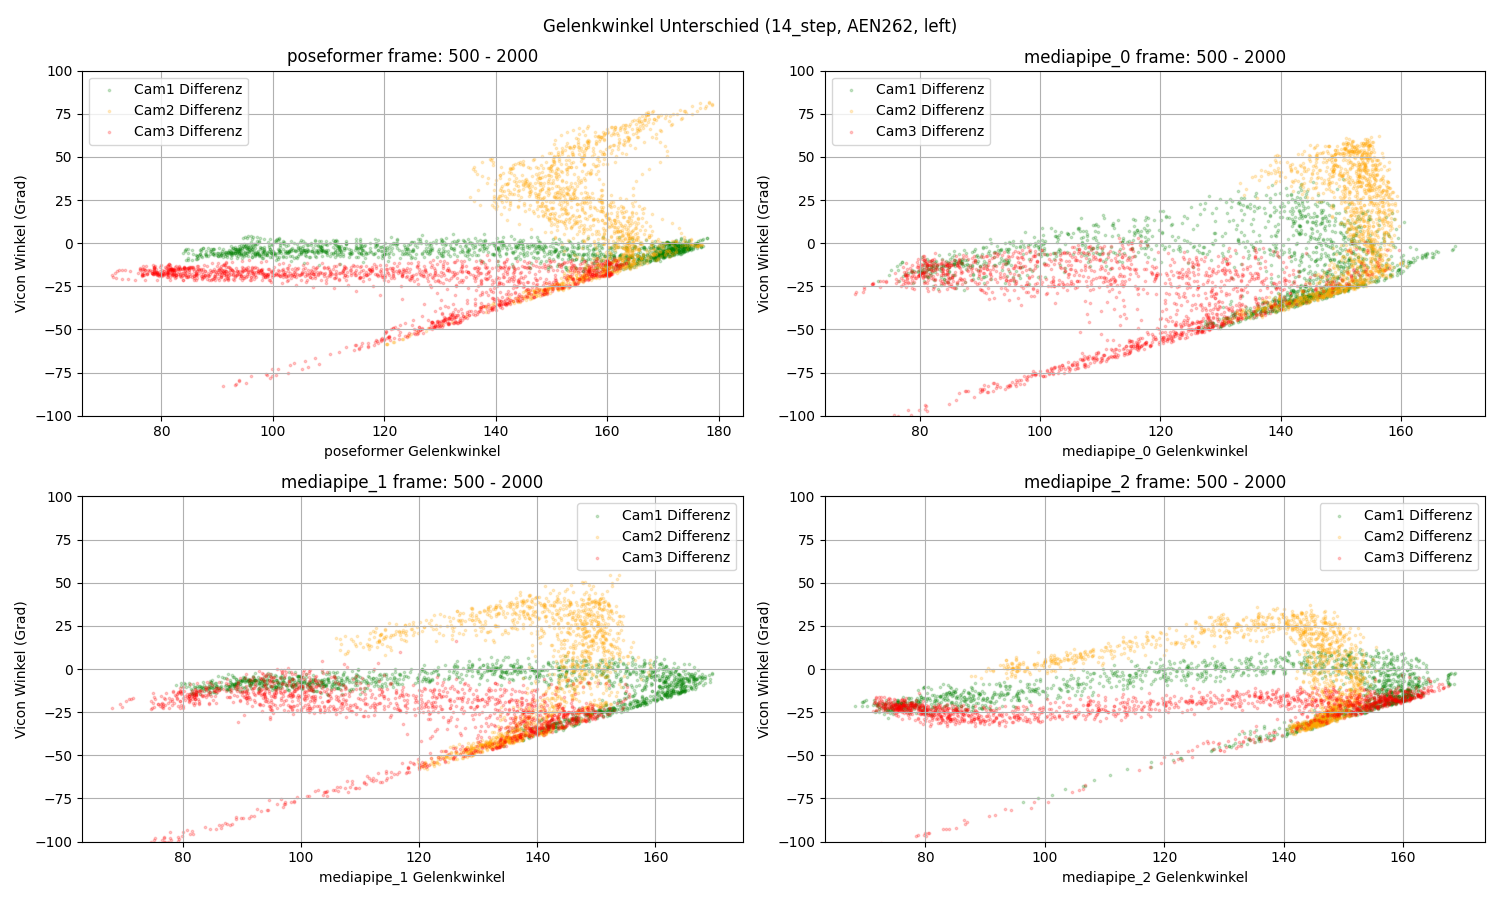 Gelenkwinkel Unterschied (14_step, AEN262, left)
poseformer frame: 500 - 2000
Vicon Winkel (Grad)
100
75
50
25
0
−25
−50
−75
−100
Cam1 Differenz
Cam2 Differenz
Cam3 Differenz
80 100 120 140 160 180
poseformer Gelenkwinkel
mediapipe_0 frame: 500 - 2000
Vicon Winkel (Grad)
100
75
50
25
0
−25
−50
−75
−100
Cam1 Differenz
Cam2 Differenz
Cam3 Differenz
80 100 120 140 160
mediapipe_0 Gelenkwinkel
mediapipe_1 frame: 500 - 2000
Vicon Winkel (Grad)
100
75
50
25
0
−25
−50
−75
−100
Cam1 Differenz
Cam2 Differenz
Cam3 Differenz
80 100 120 140 160
mediapipe_1 Gelenkwinkel
mediapipe_2 frame: 500 - 2000
Vicon Winkel (Grad)
100
75
50
25
0
−25
−50
−75
−100
Cam1 Differenz
Cam2 Differenz
Cam3 Differenz
80 100 120 140 160
mediapipe_2 Gelenkwinkel